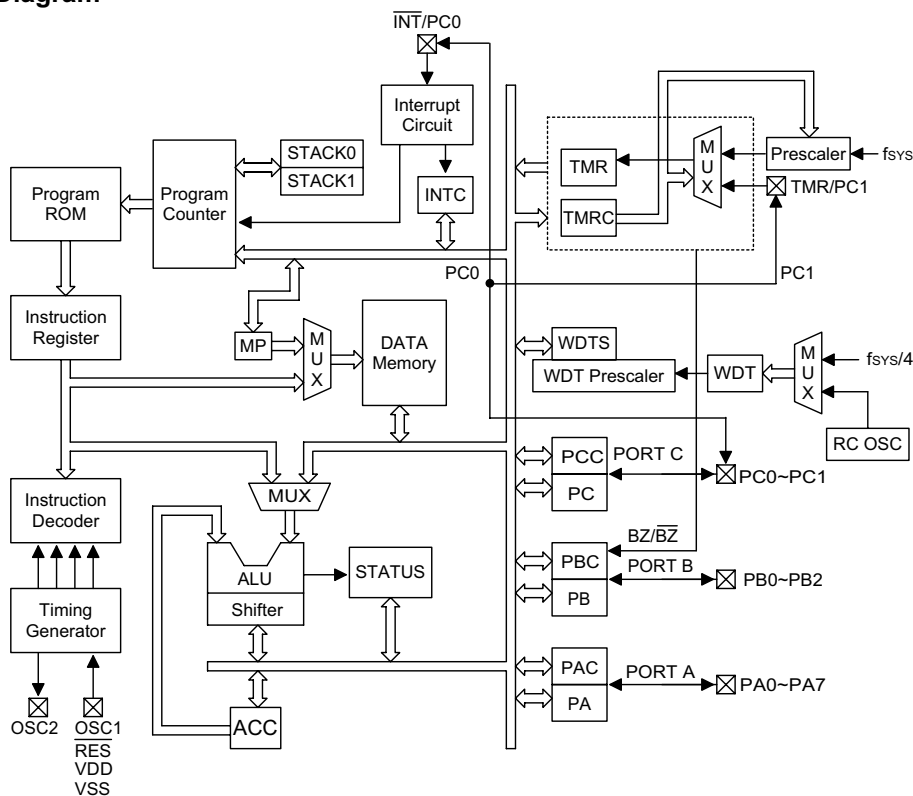 Diagram
INT/PC0
Interrupt
Circuit
STACK0
STACK1
Program
ROM
Program
Counter
INTC
TMR
TMRC
M
U
X
Prescaler
fSYS
TMR/PC1
PC0
PC1
Instruction
Register
MP
M
U
X
DATA
Memory
WDTS
WDT Prescaler
WDT
M
U
X
fSYS/4
RC OSC
PCC
PC
PORT C
PC0~PC1
Instruction
Decoder
MUX
ALU
Shifter
STATUS
PBC
PB
BZ/BZ
PORT B
PB0~PB2
Timing
Generator
PAC
PA
PORT A
PA0~PA7
OSC2
OSC1
RES
VDD
VSS
ACC